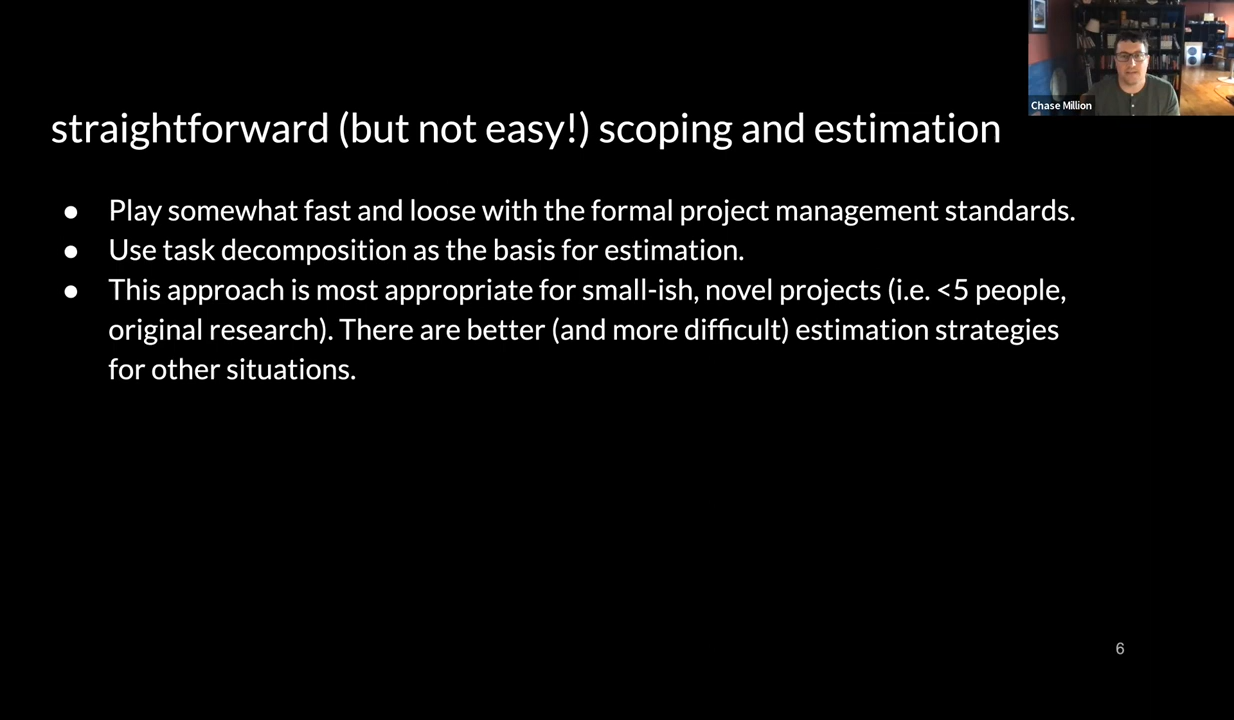 Chase Million
straightforward (but not easy!) scoping and estimation
● Play somewhat fast and loose with the formal project management standards.
● Use task decomposition as the basis for estimation.
● This approach is most appropriate for small-ish, novel projects (i.e. <5 people,
original research). There are better (and more difficult) estimation strategies
for other situations.
6